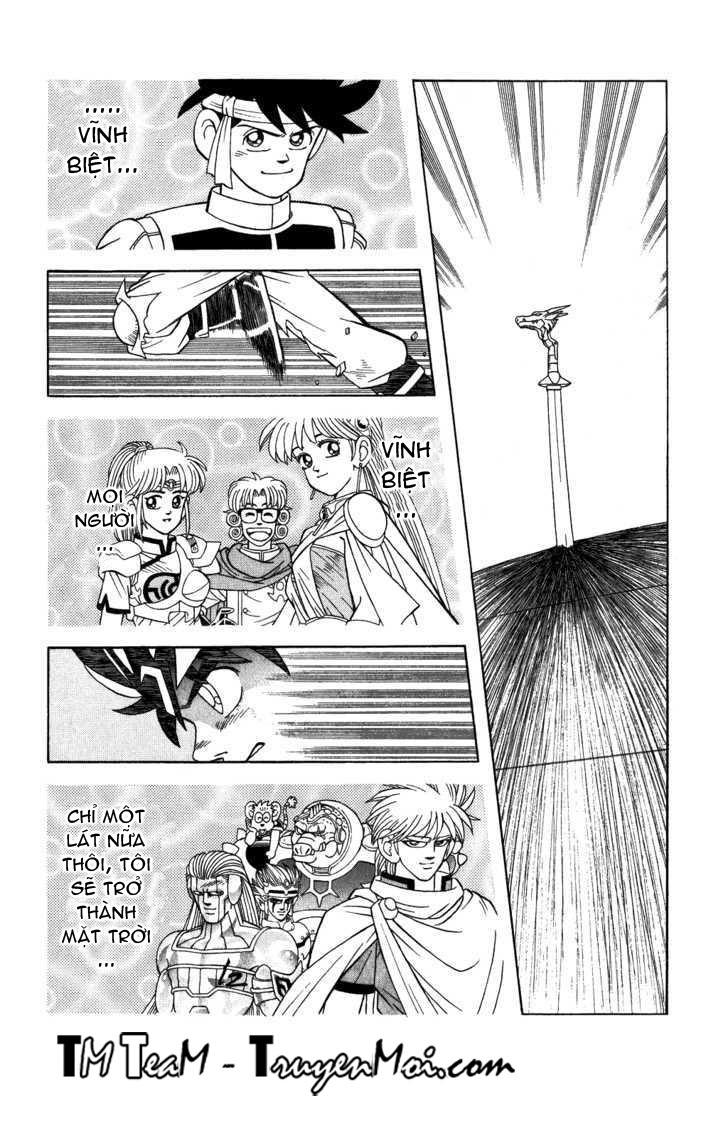 .....
VĨNH
BIỆT...
VĨNH
BIỆT
...
MỌI
NGƯỜI
...
CHỈ MỘT
LÁT NỮA
THÔI, TÔI
SẼ TRỞ
THÀNH
MẶT TRỜI
...
TM TeaM - TruyenMoi.com